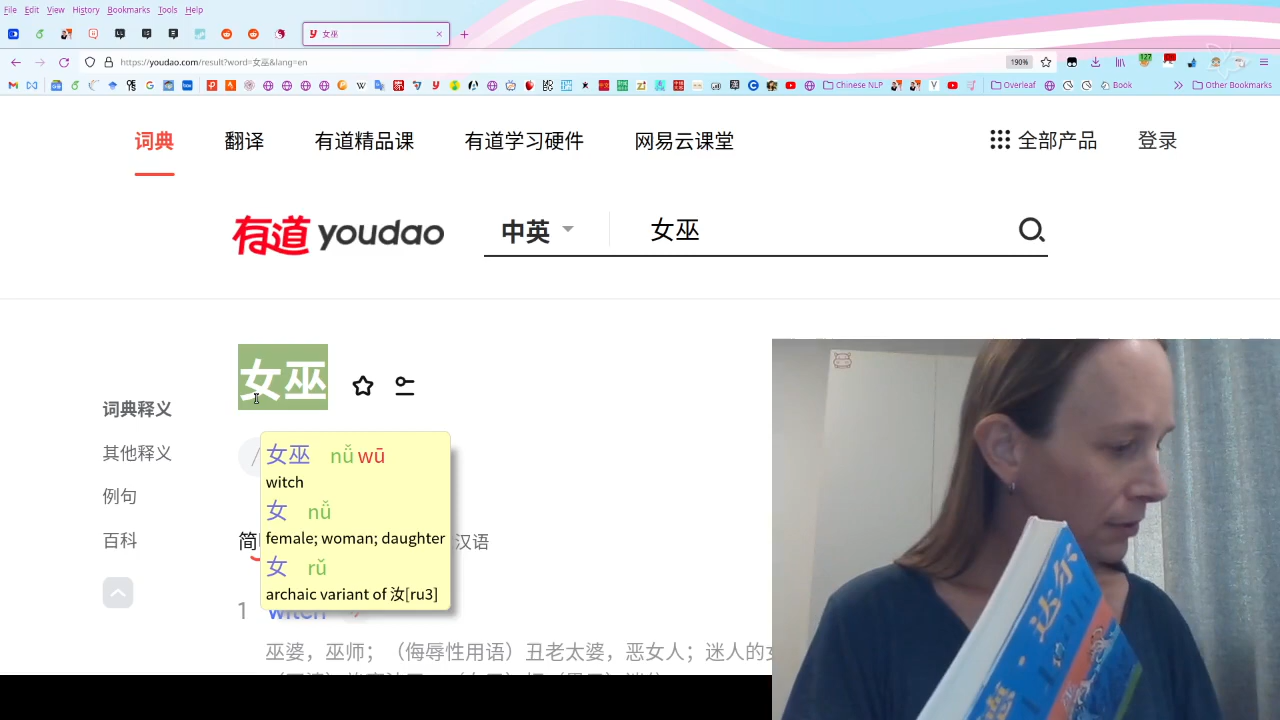 File Edit View History Bookmarks Tools Help
女巫
https://youdao.com/result?word=女巫&lang=en
190%
127
Chinese NLP
Overleaf
Book
Other Bookmarks
词典 翻译 有道精品课 有道学习硬件 网易云课堂 全部产品 登录
有道 youdao 中英 女巫
女巫
词典释义
其他释义
例句
百科
女巫 nǚ wū
witch
女 nǚ
female; woman; daughter
女 rǔ
archaic variant of 汝[ru3]
简
汉语
1 witch
巫婆，巫师；（侮辱性用语）丑老太婆，恶女人；迷人的
达尔